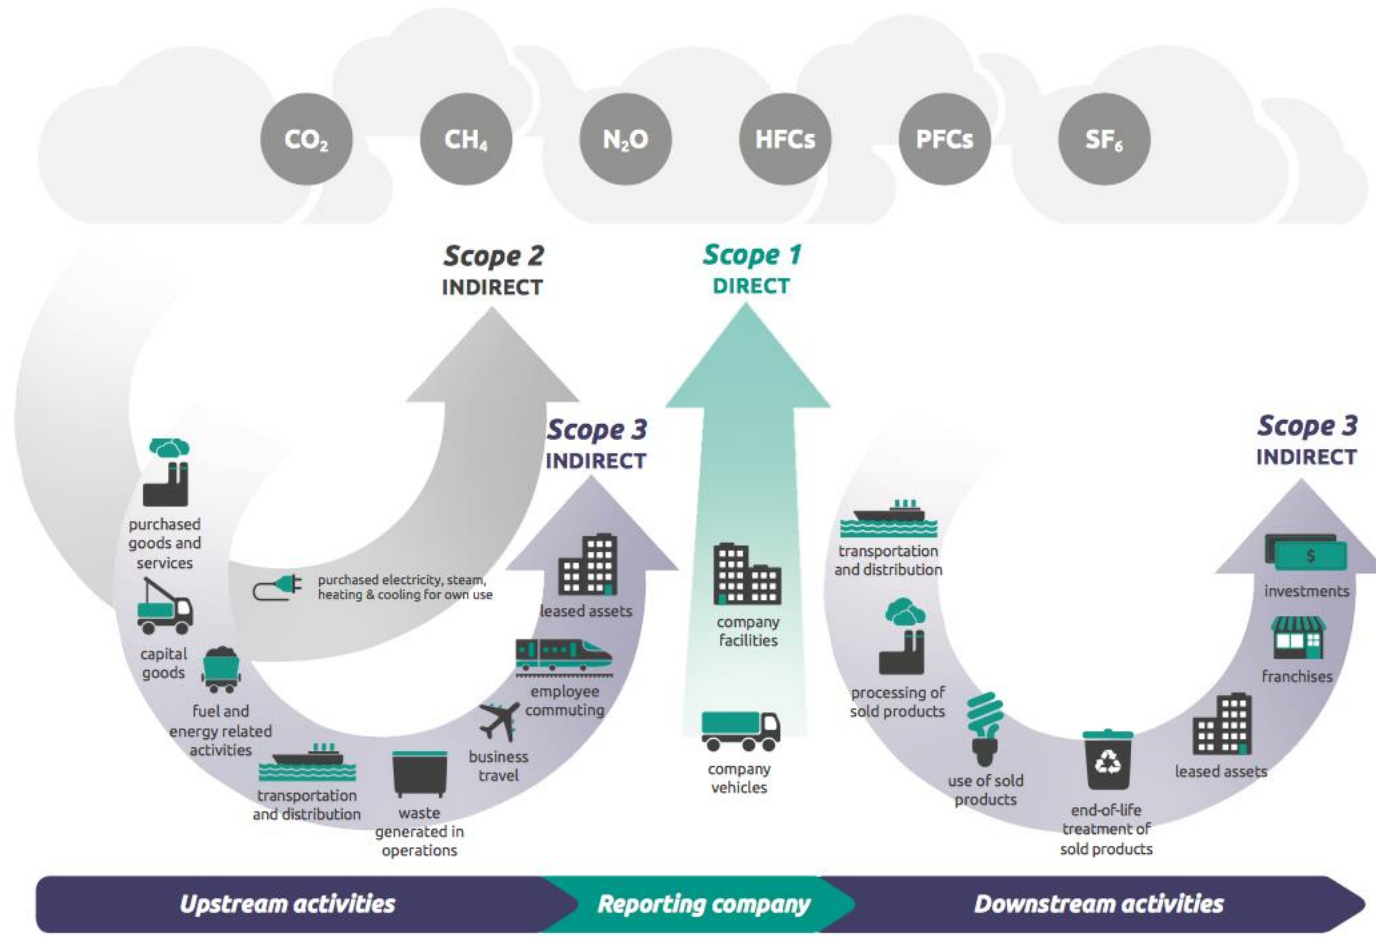 CO₂
CH₄
N₂O
HFCs
PFCs
SF₆
Scope 2
INDIRECT
Scope 1
DIRECT
Scope 3
INDIRECT
Scope 3
INDIRECT
purchased
goods and
services
capital
goods
fuel and
energy related
activities
transportation
and distribution
waste
generated in
operations
business
travel
employee
commuting
leased assets
purchased electricity, steam,
heating & cooling for own use
company
facilities
company
vehicles
transportation
and distribution
processing of
sold products
use of sold
products
end-of-life
treatment of
sold products
leased assets
franchises
$
investments
Upstream activities
Reporting company
Downstream activities